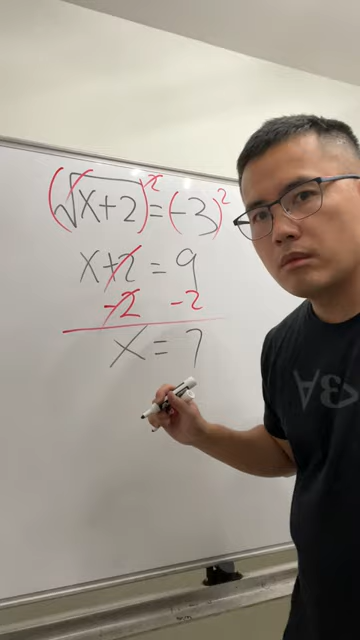 (√x+2)² = (-3)²
x+2 = 9
-2 -2
x = 7